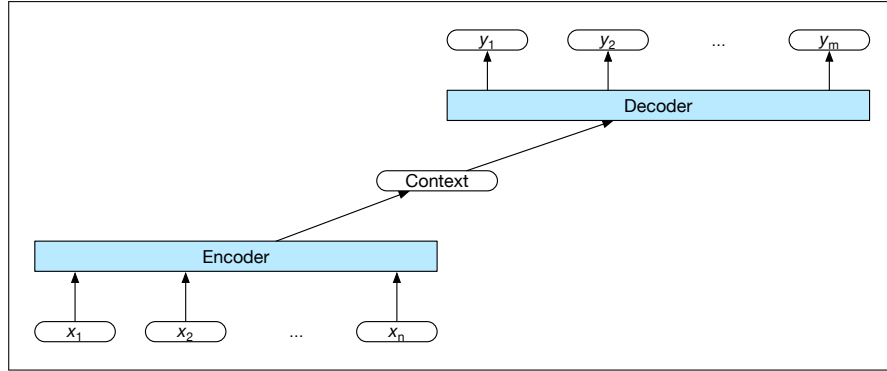 y1 y2 ... ym
Decoder
Context
Encoder
x1 x2 ... xn